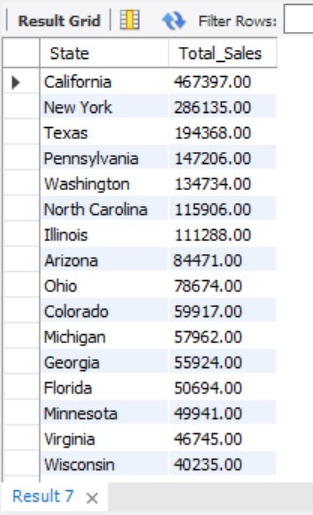 Result Grid Filter Rows:
State Total_Sales
California 467397.00
New York 286135.00
Texas 194368.00
Pennsylvania 147206.00
Washington 134734.00
North Carolina 115906.00
Illinois 111288.00
Arizona 84471.00
Ohio 78674.00
Colorado 59917.00
Michigan 57962.00
Georgia 55924.00
Florida 50694.00
Minnesota 49941.00
Virginia 46745.00
Wisconsin 40235.00
Result 7 ×